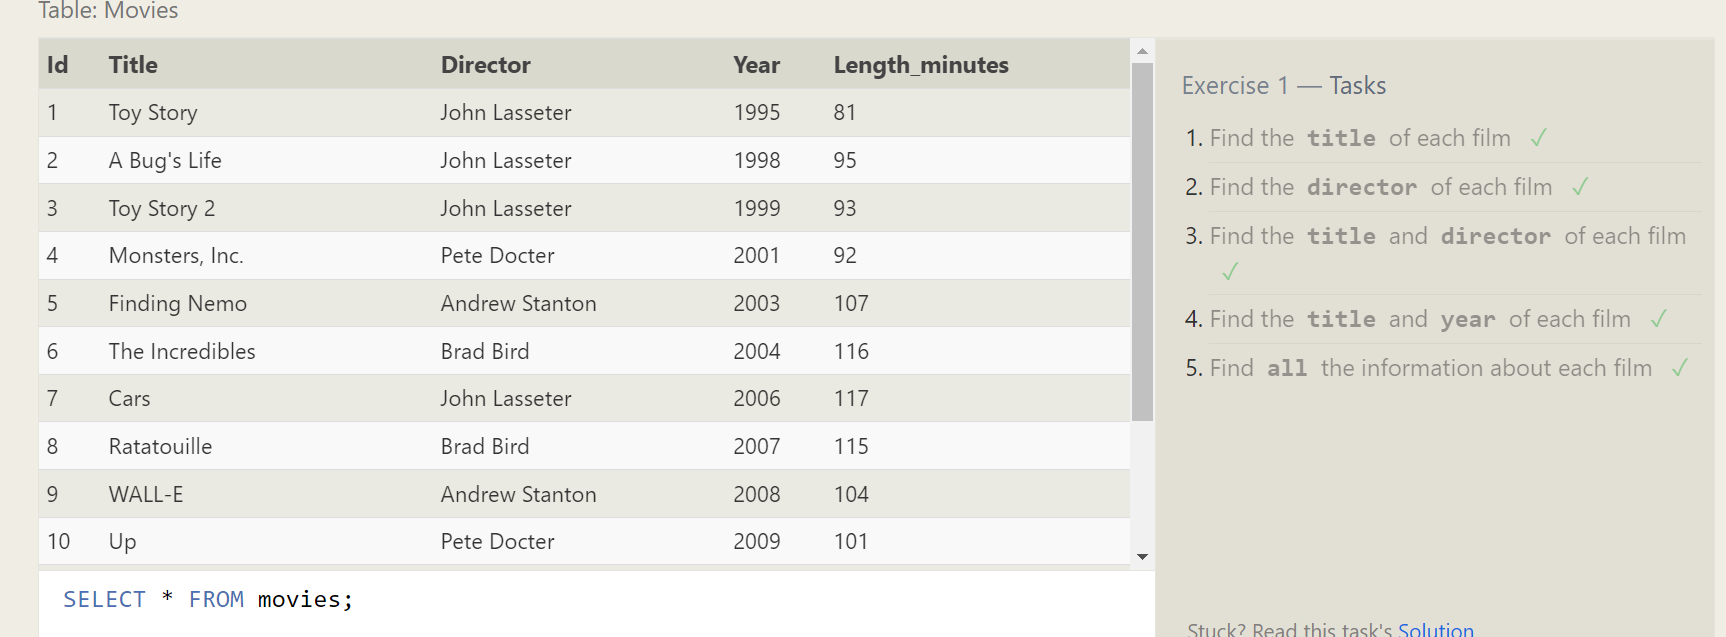 Table: Movies
Id Title Director Year Length_minutes
1 Toy Story John Lasseter 1995 81
2 A Bug's Life John Lasseter 1998 95
3 Toy Story 2 John Lasseter 1999 93
4 Monsters, Inc. Pete Docter 2001 92
5 Finding Nemo Andrew Stanton 2003 107
6 The Incredibles Brad Bird 2004 116
7 Cars John Lasseter 2006 117
8 Ratatouille Brad Bird 2007 115
9 WALL-E Andrew Stanton 2008 104
10 Up Pete Docter 2009 101
SELECT * FROM movies;
Exercise 1 — Tasks
1. Find the title of each film ✓
2. Find the director of each film ✓
3. Find the title and director of each film
✓
4. Find the title and year of each film ✓
5. Find all the information about each film ✓
Stuck? Read this task's Solution